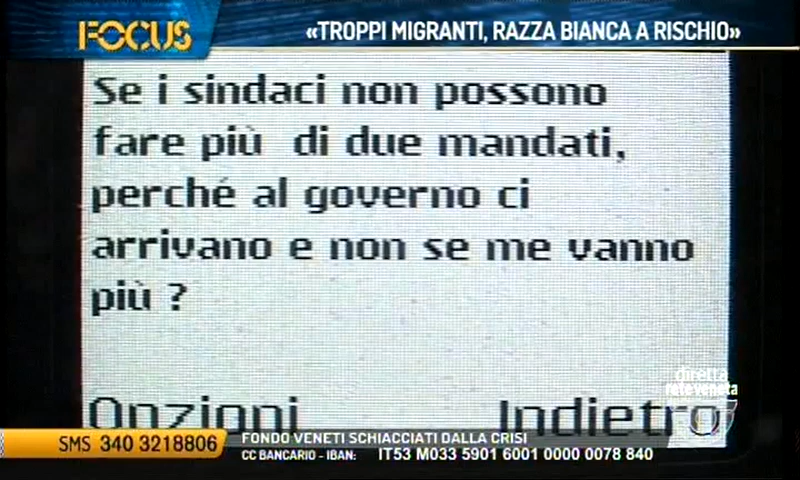 FOCUS
«TROPPI MIGRANTI, RAZZA BIANCA A RISCHIO»
Se i sindaci non possono
fare più di due mandati,
perché al governo ci
arrivano e non se me vanno
più ?
Opzioni Indietro
diretta
reteveneta
SMS 340 3218806
FONDO VENETI SCHIACCIATI DALLA CRISI
CC BANCARIO - IBAN: IT53 M033 5901 6001 0000 0078 840